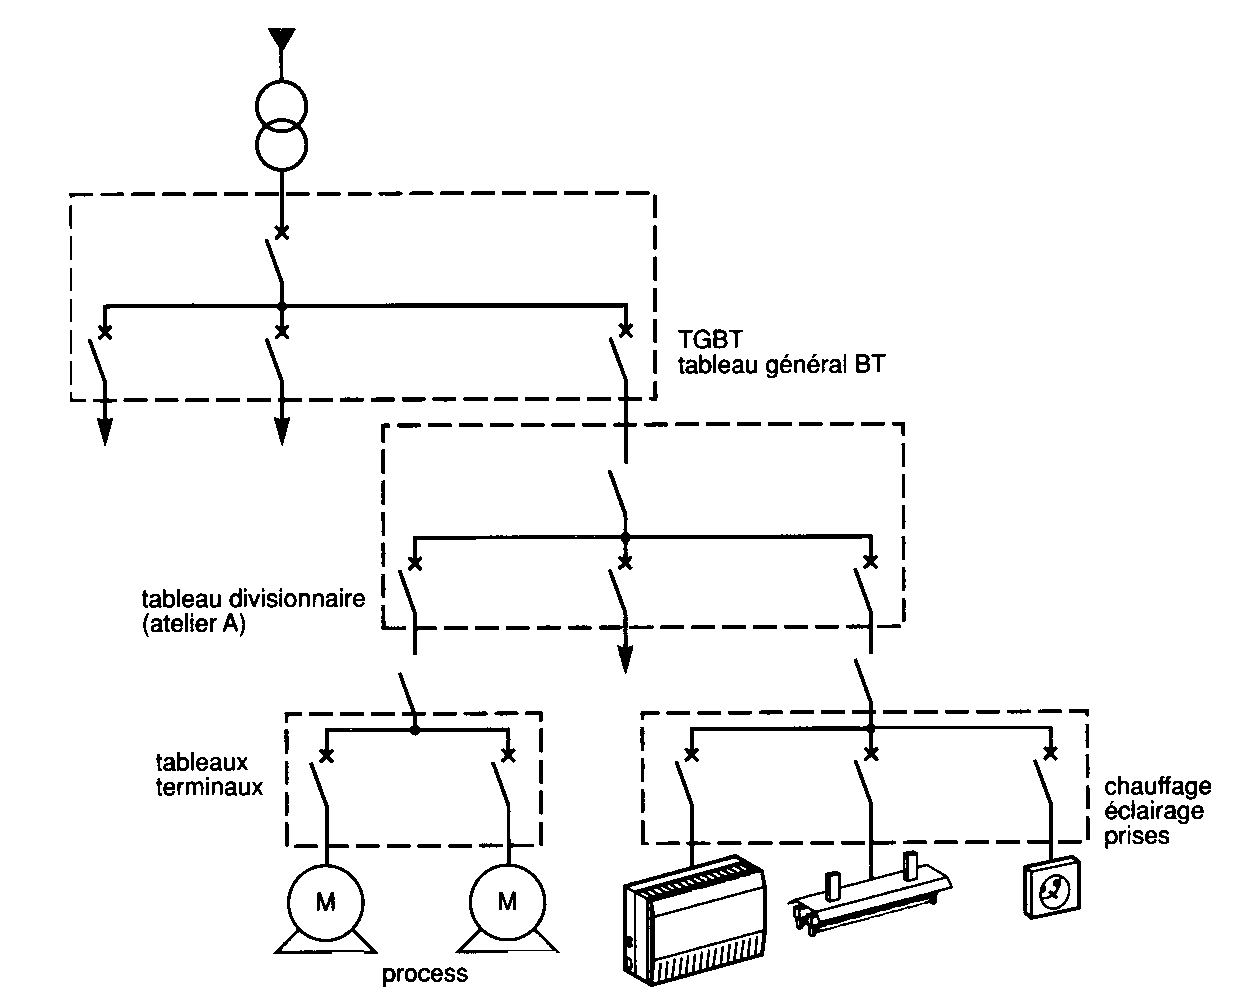 TGBT
tableau général BT
tableau divisionnaire
(atelier A)
tableaux
terminaux
chauffage
éclairage
prises
M
M
process